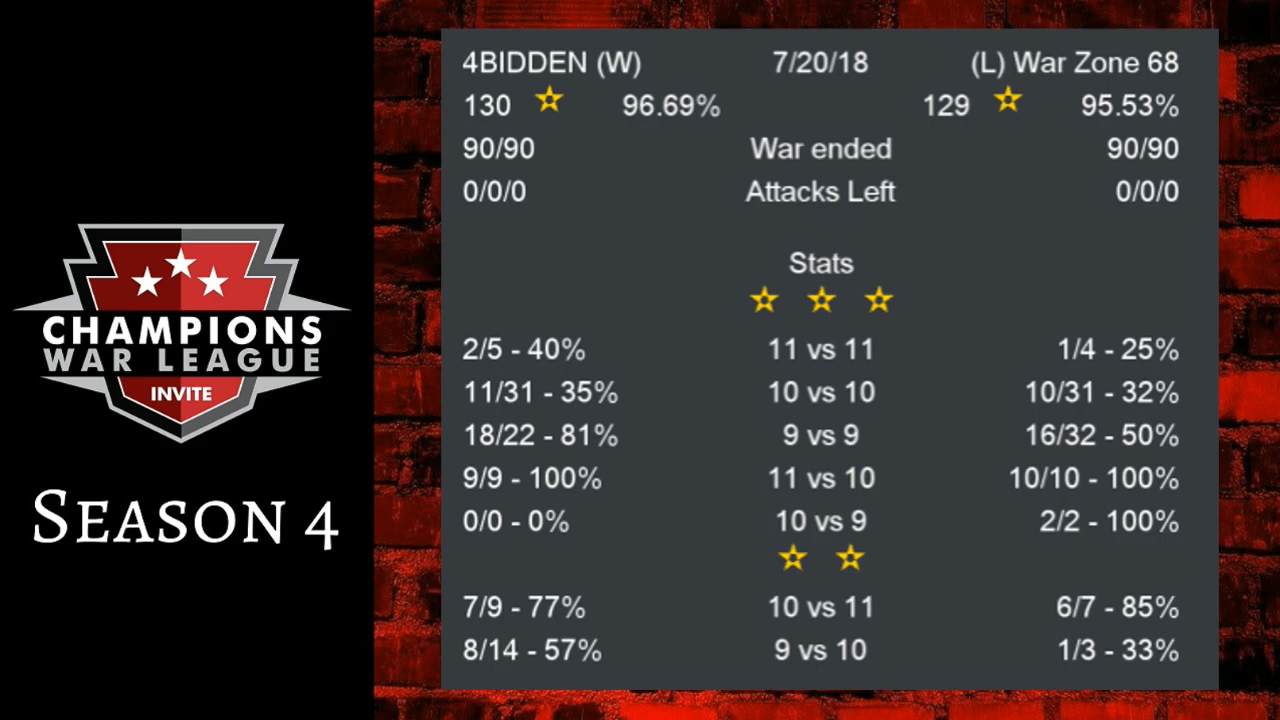 CHAMPIONS
WAR LEAGUE
INVITE
SEASON 4
4BIDDEN (W) 7/20/18 (L) War Zone 68
130 96.69% 129 95.53%
90/90 War ended 90/90
0/0/0 Attacks Left 0/0/0
Stats
2/5 - 40% 11 vs 11 1/4 - 25%
11/31 - 35% 10 vs 10 10/31 - 32%
18/22 - 81% 9 vs 9 16/32 - 50%
9/9 - 100% 11 vs 10 10/10 - 100%
0/0 - 0% 10 vs 9 2/2 - 100%
7/9 - 77% 10 vs 11 6/7 - 85%
8/14 - 57% 9 vs 10 1/3 - 33%